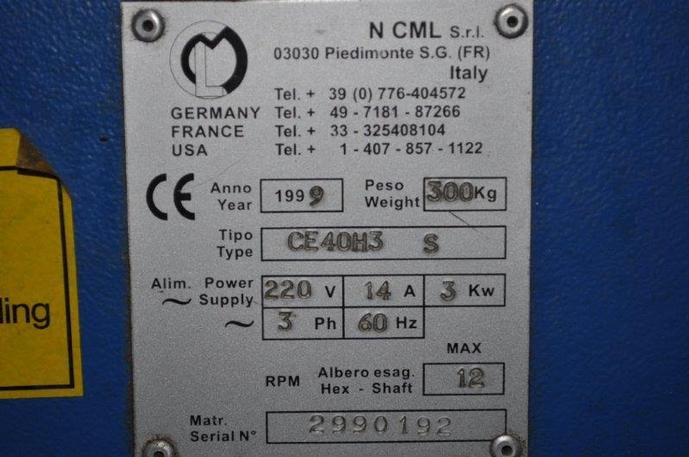 N CML S.r.l.
03030 Piedimonte S.G. (FR)
Italy
Tel. + 39 (0) 776-404572
GERMANY Tel. + 49 - 7181 - 87266
FRANCE Tel. + 33 - 325408104
USA Tel. + 1 - 407 - 857 - 1122
CE Anno Year 1999 Peso Weight 300Kg
Tipo Type CE40H3 S
Alim. Power ~ Supply 220 V 14 A 3 Kw
~ 3 Ph 60 Hz
MAX
RPM Albero esag. Hex - Shaft 12
Matr. Serial N° 2990192
ling